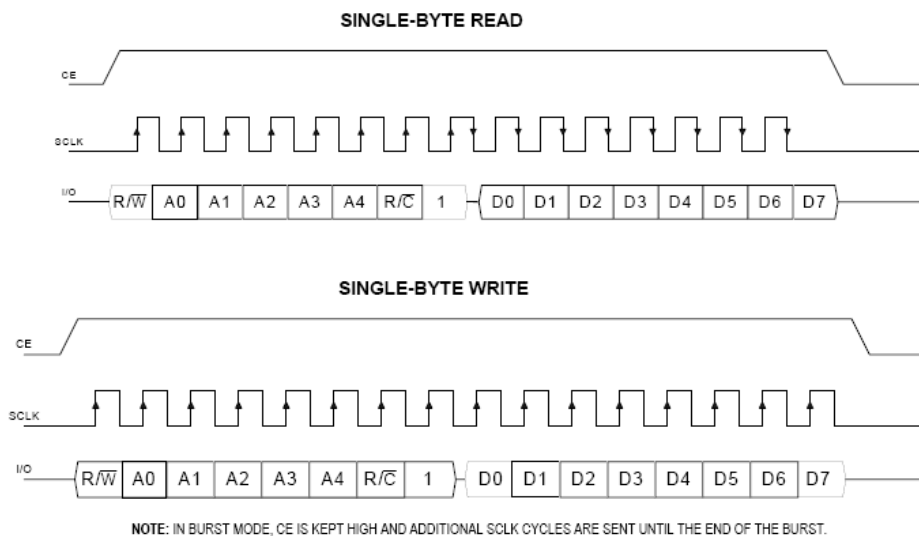 SINGLE-BYTE READ
CE
SCLK
I/O R/W̅ A0 A1 A2 A3 A4 R/C̅ 1 D0 D1 D2 D3 D4 D5 D6 D7
SINGLE-BYTE WRITE
CE
SCLK
I/O R/W̅ A0 A1 A2 A3 A4 R/C̅ 1 D0 D1 D2 D3 D4 D5 D6 D7
NOTE: IN BURST MODE, CE IS KEPT HIGH AND ADDITIONAL SCLK CYCLES ARE SENT UNTIL THE END OF THE BURST.